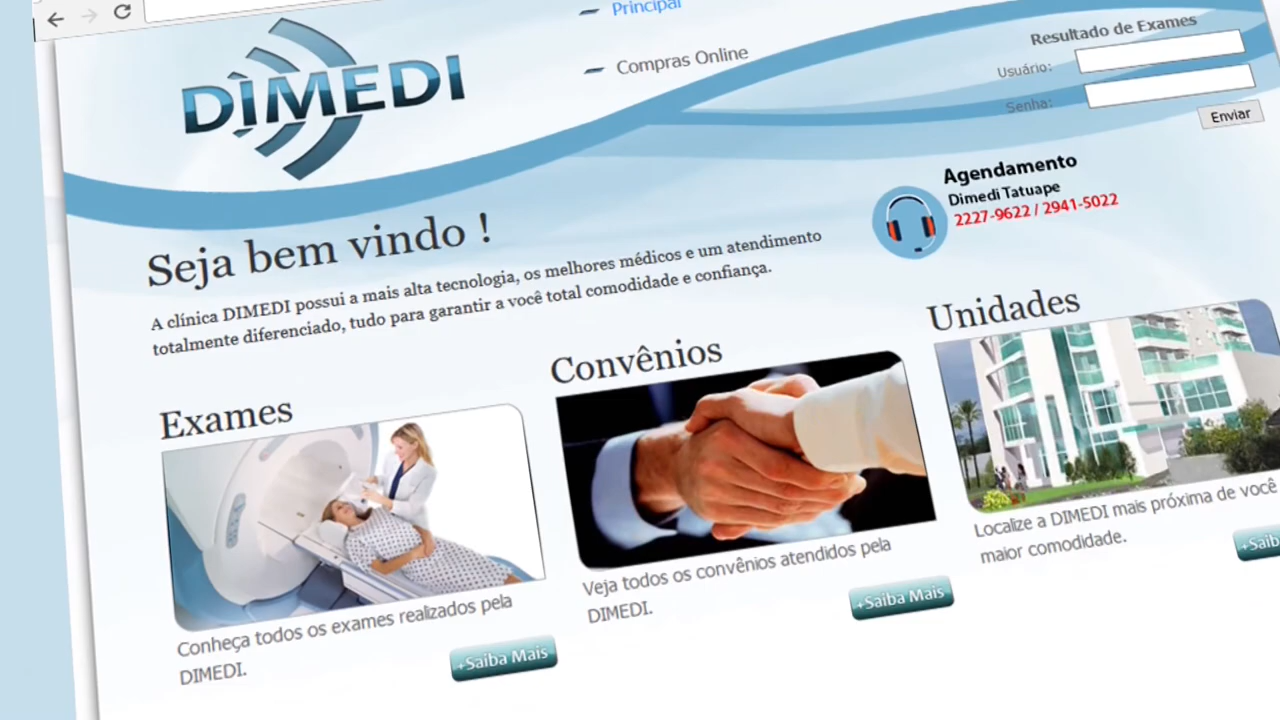 DIMEDI
Principal
Compras Online
Resultado de Exames
Usuário:
Senha:
Enviar
Agendamento
Dimedi Tatuape
2227-9622 / 2941-5022
Seja bem vindo !
A clínica DIMEDI possui a mais alta tecnologia, os melhores médicos e um atendimento
totalmente diferenciado, tudo para garantir a você total comodidade e confiança.
Exames
Conheça todos os exames realizados pela
DIMEDI.
+Saiba Mais
Convênios
Veja todos os convênios atendidos pela
DIMEDI.
+Saiba Mais
Unidades
Localize a DIMEDI mais próxima de você
maior comodidade.
+Saib